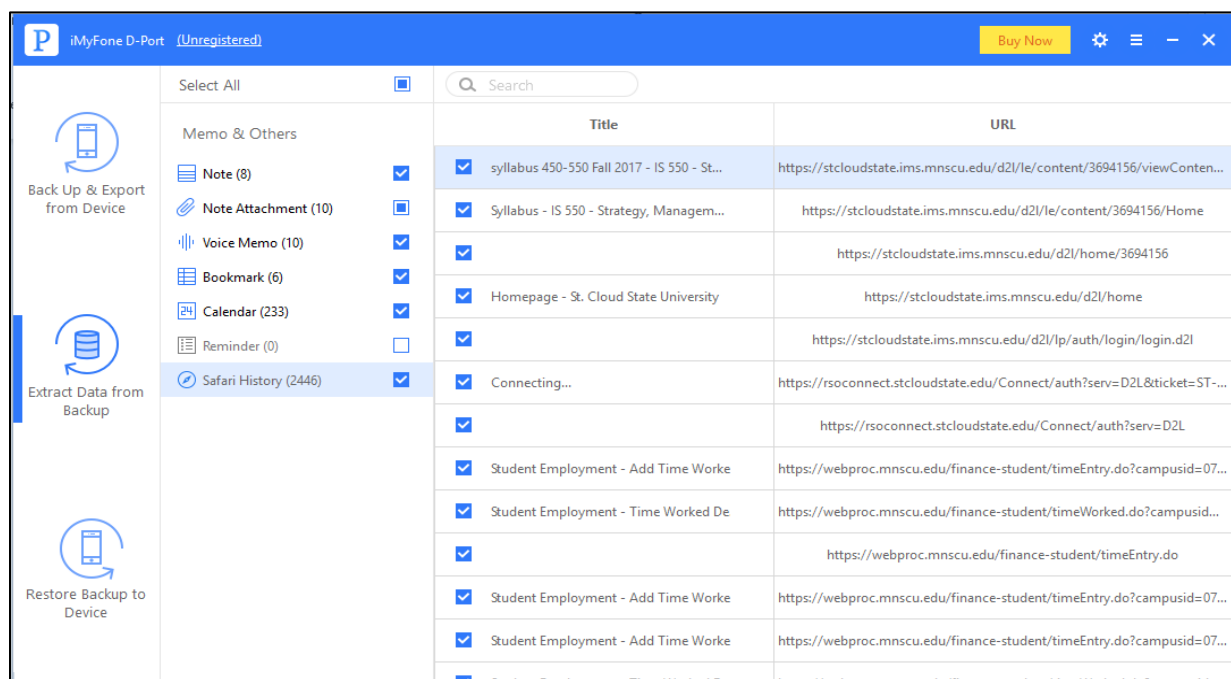 P iMyFone D-Port (Unregistered) Buy Now
Select All
Search
Back Up & Export
from Device
Extract Data from
Backup
Restore Backup to
Device
Memo & Others
Note (8)
Note Attachment (10)
Voice Memo (10)
Bookmark (6)
24 Calendar (233)
Reminder (0)
Safari History (2446)
Title URL
syllabus 450-550 Fall 2017 - IS 550 - St... https://stcloudstate.ims.mnscu.edu/d2l/le/content/3694156/viewConten...
Syllabus - IS 550 - Strategy, Managem... https://stcloudstate.ims.mnscu.edu/d2l/le/content/3694156/Home
https://stcloudstate.ims.mnscu.edu/d2l/home/3694156
Homepage - St. Cloud State University https://stcloudstate.ims.mnscu.edu/d2l/home
https://stcloudstate.ims.mnscu.edu/d2l/lp/auth/login/login.d2l
Connecting... https://rsoconnect.stcloudstate.edu/Connect/auth?serv=D2L&ticket=ST-...
https://rsoconnect.stcloudstate.edu/Connect/auth?serv=D2L
Student Employment - Add Time Worke https://webproc.mnscu.edu/finance-student/timeEntry.do?campusid=07...
Student Employment - Time Worked De https://webproc.mnscu.edu/finance-student/timeWorked.do?campusid...
https://webproc.mnscu.edu/finance-student/timeEntry.do
Student Employment - Add Time Worke https://webproc.mnscu.edu/finance-student/timeEntry.do?campusid=07...
Student Employment - Add Time Worke https://webproc.mnscu.edu/finance-student/timeEntry.do?campusid=07...